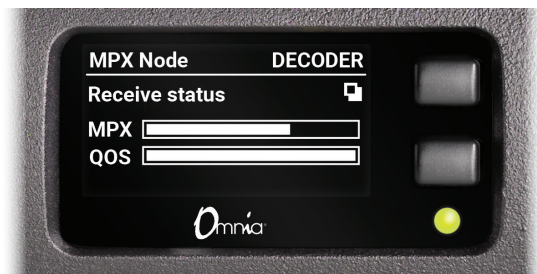 MPX Node DECODER
Receive status
MPX
QOS
Omnia